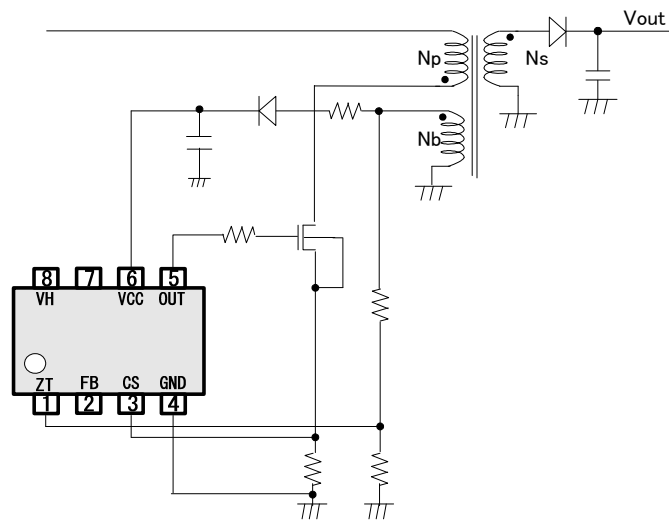 Vout
Np
Ns
Nb
8 7 6 5
VH VCC OUT
ZT FB CS GND
1 2 3 4